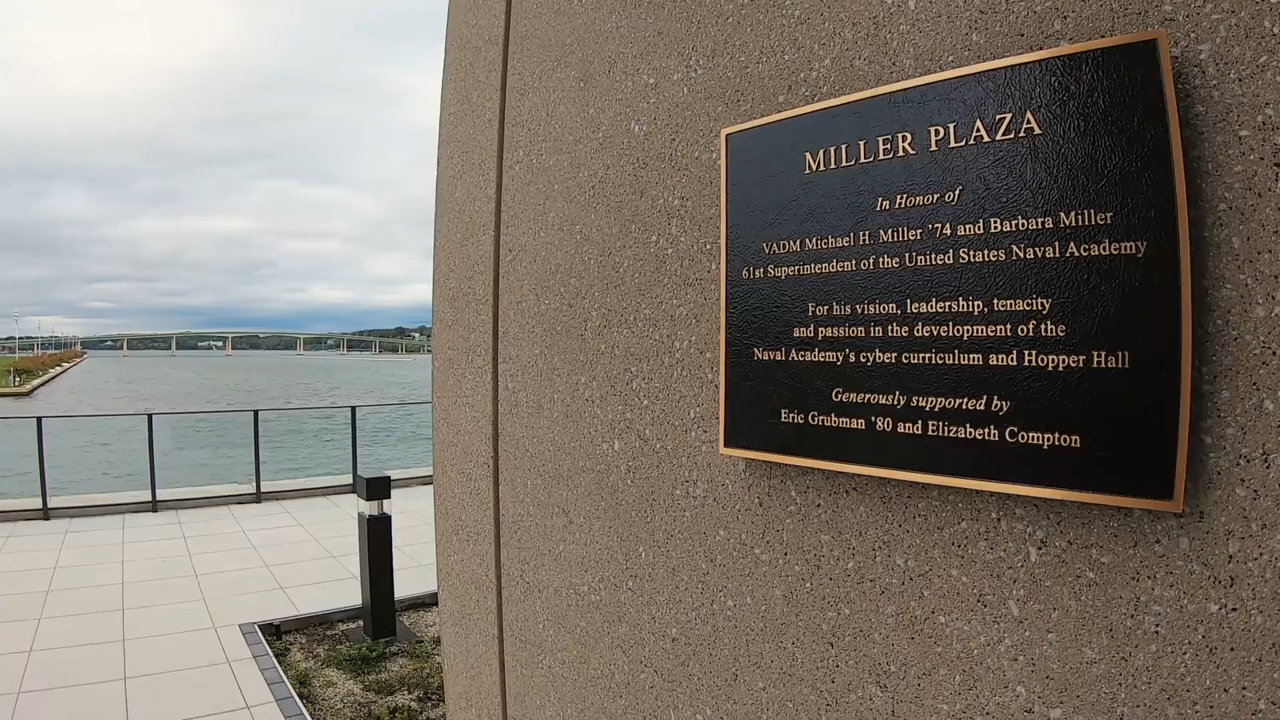 MILLER PLAZA
In Honor of
VADM Michael H. Miller ’74 and Barbara Miller
61st Superintendent of the United States Naval Academy
For his vision, leadership, tenacity
and passion in the development of the
Naval Academy’s cyber curriculum and Hopper Hall
Generously supported by
Eric Grubman ’80 and Elizabeth Compton